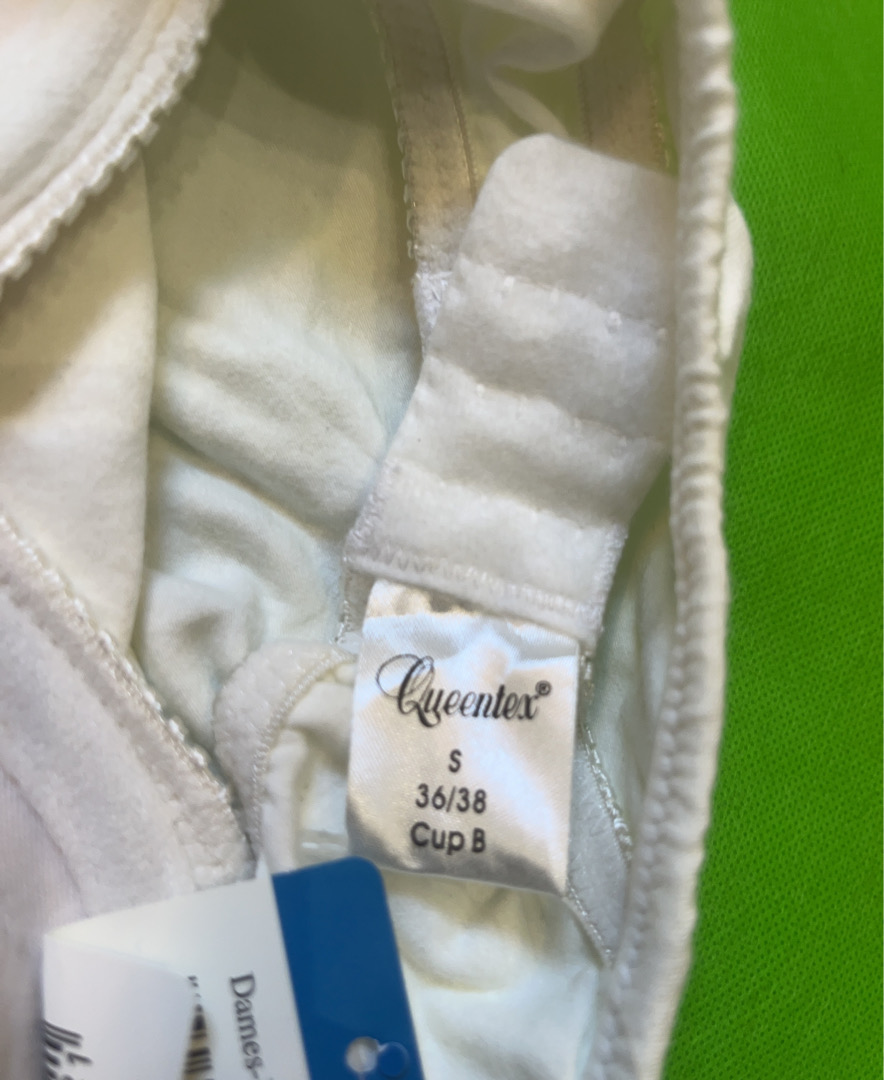 Queentex®
S
36/38
Cup B
Dames-